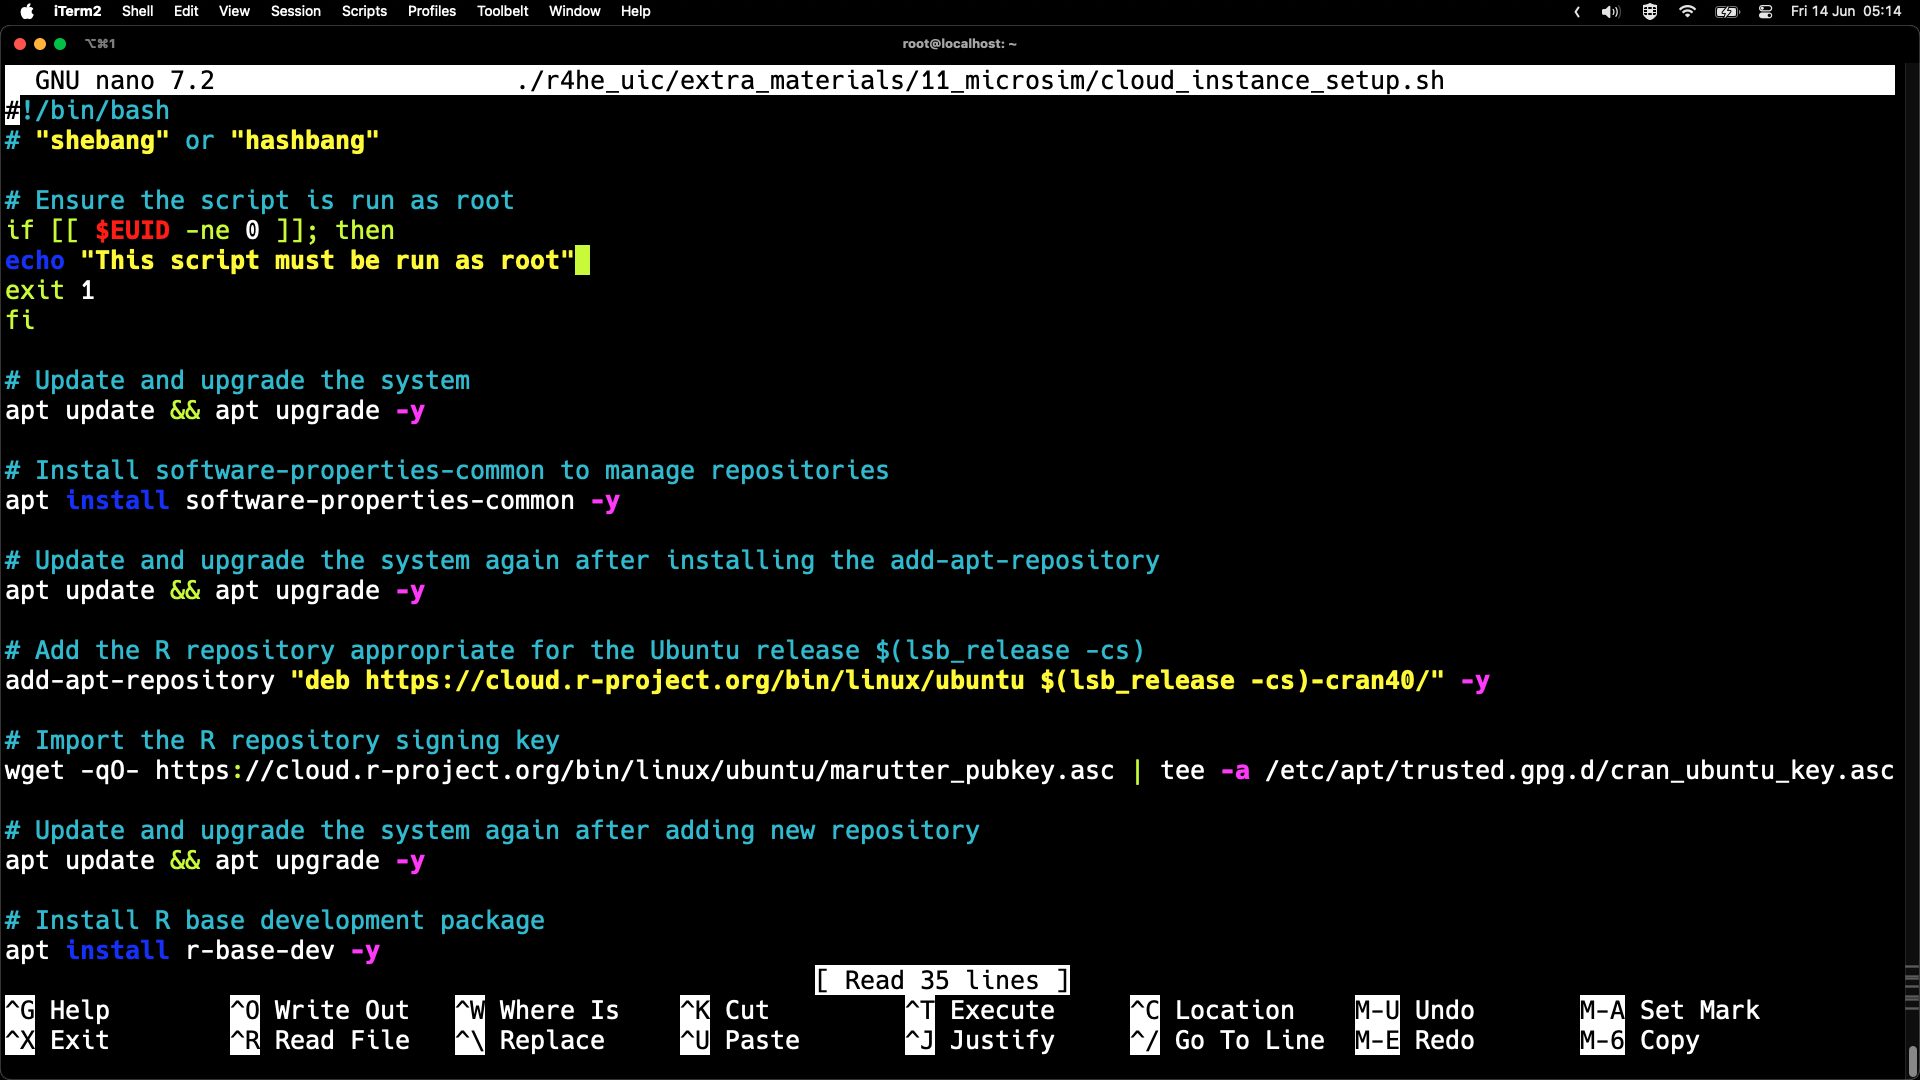 iTerm2 Shell Edit View Session Scripts Profiles Toolbelt Window Help Fri 14 Jun 05:14
⌥⌘1 root@localhost: ~
GNU nano 7.2 ./r4he_uic/extra_materials/11_microsim/cloud_instance_setup.sh
#!/bin/bash
# "shebang" or "hashbang"
# Ensure the script is run as root
if [[ $EUID -ne 0 ]]; then
echo "This script must be run as root"
exit 1
fi
# Update and upgrade the system
apt update && apt upgrade -y
# Install software-properties-common to manage repositories
apt install software-properties-common -y
# Update and upgrade the system again after installing the add-apt-repository
apt update && apt upgrade -y
# Add the R repository appropriate for the Ubuntu release $(lsb_release -cs)
add-apt-repository "deb https://cloud.r-project.org/bin/linux/ubuntu $(lsb_release -cs)-cran40/" -y
# Import the R repository signing key
wget -qO- https://cloud.r-project.org/bin/linux/ubuntu/marutter_pubkey.asc | tee -a /etc/apt/trusted.gpg.d/cran_ubuntu_key.asc
# Update and upgrade the system again after adding new repository
apt update && apt upgrade -y
# Install R base development package
apt install r-base-dev -y
[ Read 35 lines ]
^G Help ^O Write Out ^W Where Is ^K Cut ^T Execute ^C Location M-U Undo M-A Set Mark
^X Exit ^R Read File ^\ Replace ^U Paste ^J Justify ^/ Go To Line M-E Redo M-6 Copy